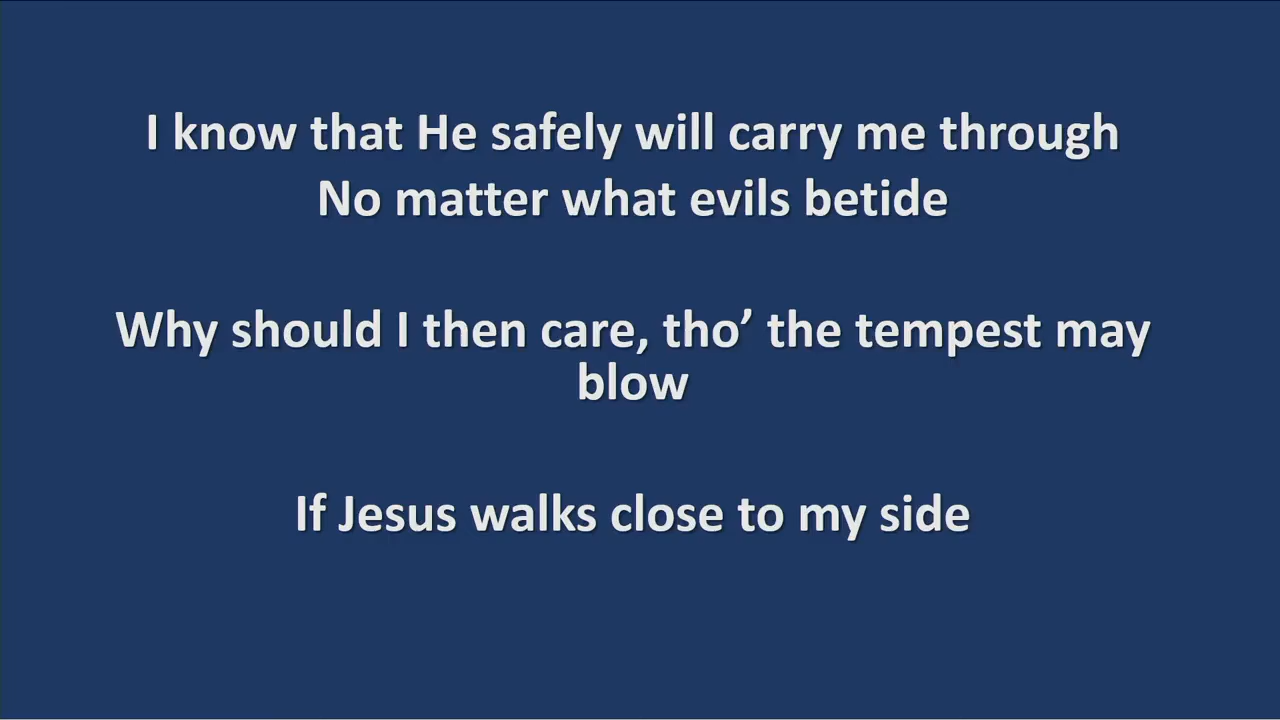 I know that He safely will carry me through
No matter what evils betide
Why should I then care, tho’ the tempest may
blow
If Jesus walks close to my side